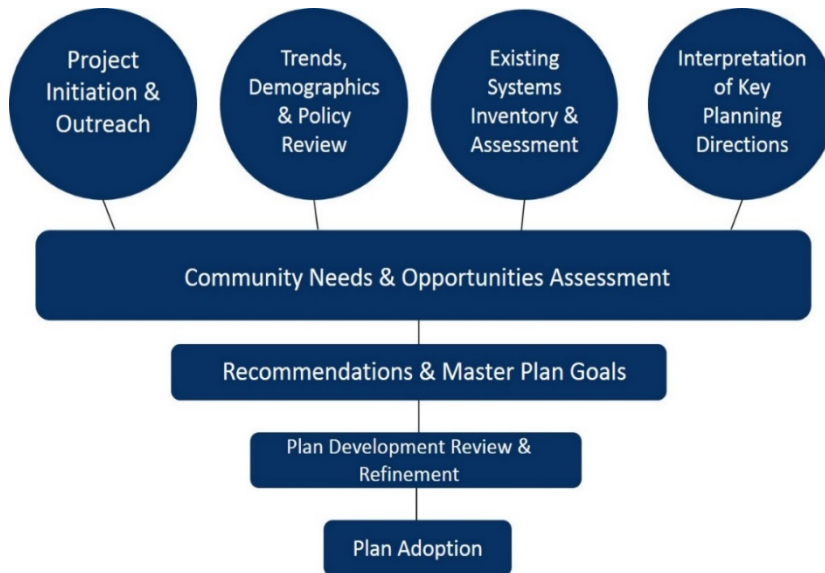 Project
Initiation &
Outreach
Trends,
Demographics
& Policy
Review
Existing
Systems
Inventory &
Assessment
Interpretation
of Key
Planning
Directions
Community Needs & Opportunities Assessment
Recommendations & Master Plan Goals
Plan Development Review &
Refinement
Plan Adoption